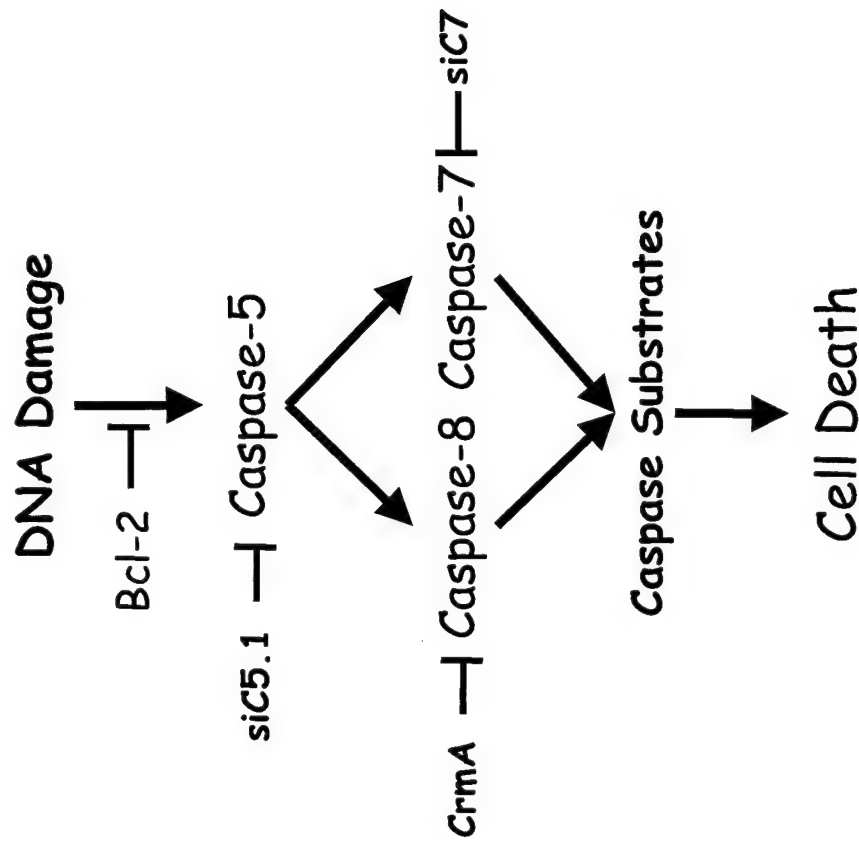 DNA Damage
Bcl-2
siC5.1
Caspase-5
CrmA
Caspase-8
Caspase-7
siC7
Caspase Substrates
Cell Death